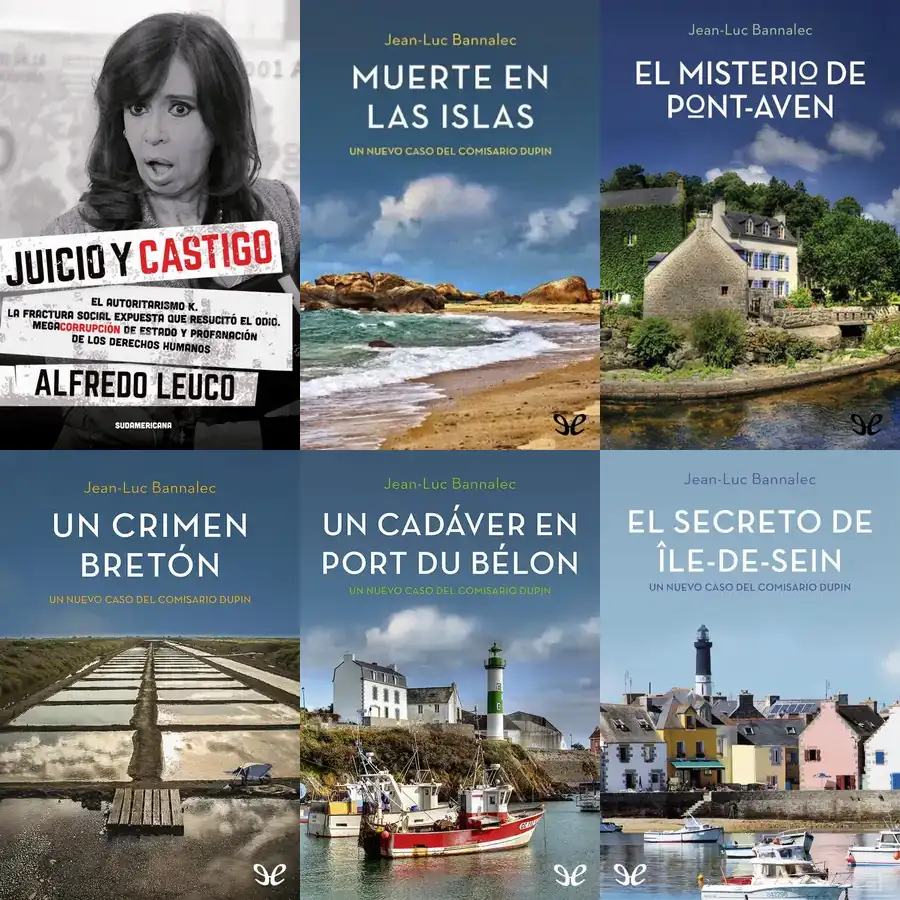 JUICIO Y CASTIGO
EL AUTORITARISMO K.
LA FRACTURA SOCIAL EXPUESTA QUE RESUCITÓ EL ODIO.
MEGACORRUPCIÓN DE ESTADO Y PROFANACIÓN
DE LOS DERECHOS HUMANOS
ALFREDO LEUCO
SUDAMERICANA
Jean-Luc Bannalec
MUERTE EN
LAS ISLAS
UN NUEVO CASO DEL COMISARIO DUPIN
Jean-Luc Bannalec
EL MISTERIO DE
PONT-AVEN
Jean-Luc Bannalec
UN CRIMEN
BRETÓN
UN NUEVO CASO DEL COMISARIO DUPIN
Jean-Luc Bannalec
UN CADÁVER EN
PORT DU BÉLON
UN NUEVO CASO DEL COMISARIO DUPIN
Jean-Luc Bannalec
EL SECRETO DE
ÎLE-DE-SEIN
UN NUEVO CASO DEL COMISARIO DUPIN